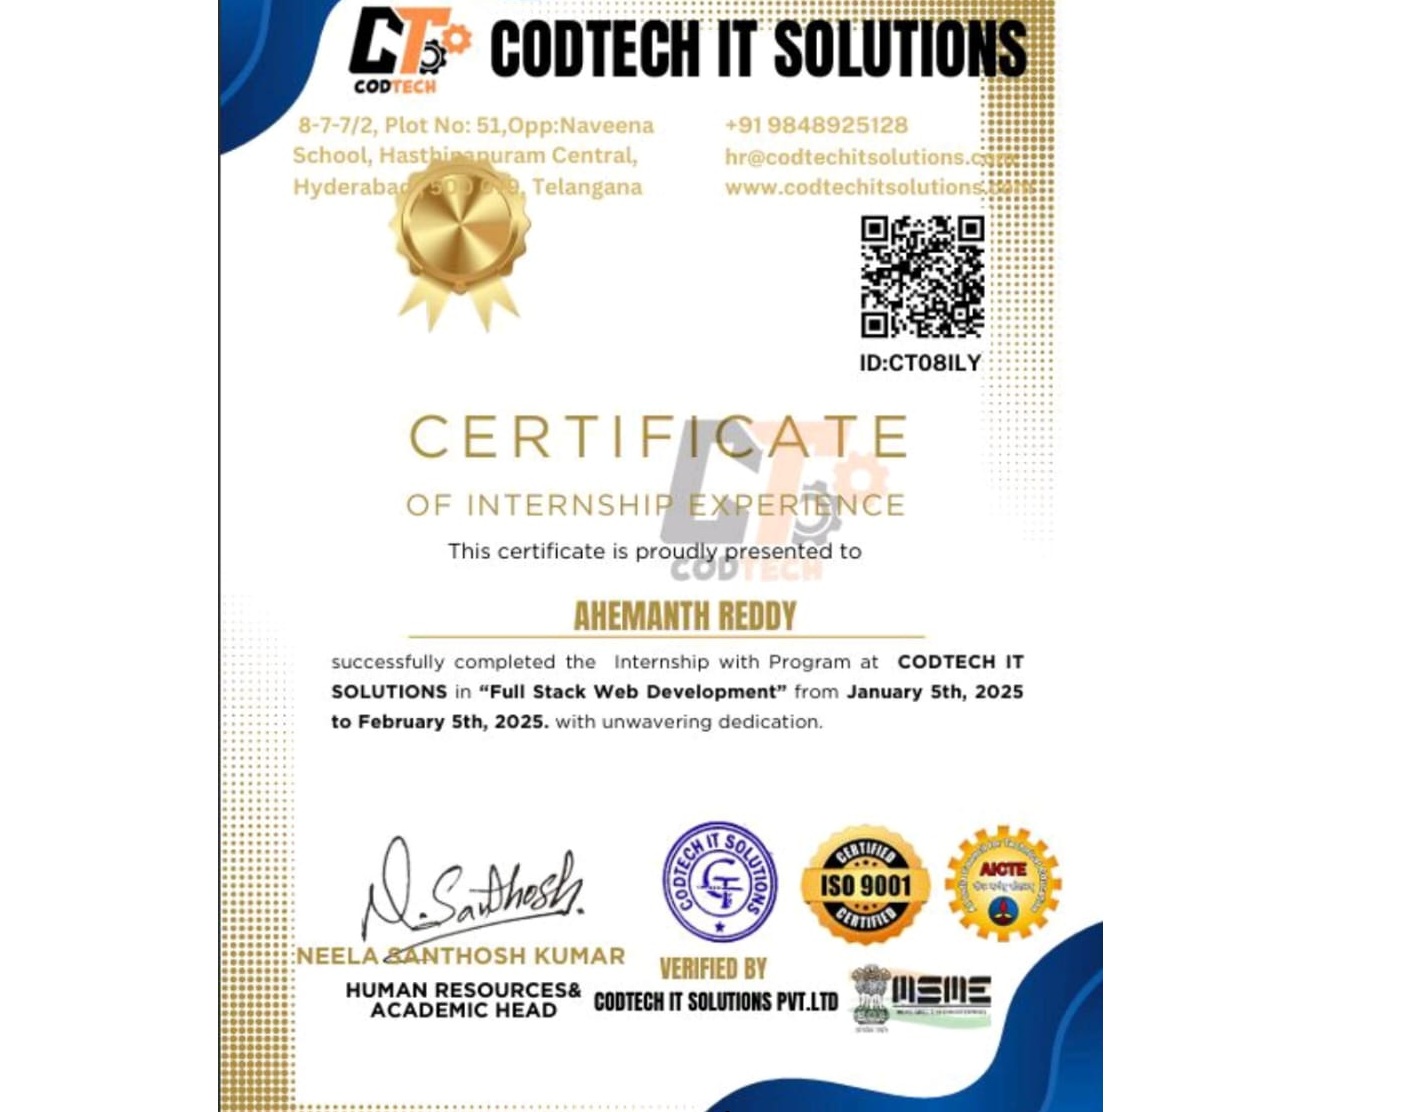 CODTECH
CODTECH IT SOLUTIONS
8-7-7/2, Plot No: 51,Opp:Naveena
School, Hasthinapuram Central,
Hyderabad, 500 079, Telangana
+91 9848925128
hr@codtechitsolutions.com
www.codtechitsolutions.com
ID:CT08ILY
CERTIFICATE
OF INTERNSHIP EXPERIENCE
This certificate is proudly presented to
CODTECH
AHEMANTH REDDY
successfully completed the Internship with Program at CODTECH IT
SOLUTIONS in “Full Stack Web Development” from January 5th, 2025
to February 5th, 2025. with unwavering dedication.
N.Santhosh.
NEELA SANTHOSH KUMAR
HUMAN RESOURCES&
ACADEMIC HEAD
CODTECH IT SOLUTIONS
CT
CERTIFIED
ISO 9001
CERTIFIED
AICTE
VERIFIED BY
CODTECH IT SOLUTIONS PVT.LTD
MSME